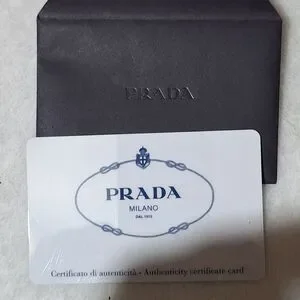 PRADA
PRADA
MILANO
DAL 1913
Certificato di autenticità - Authenticity certificate card